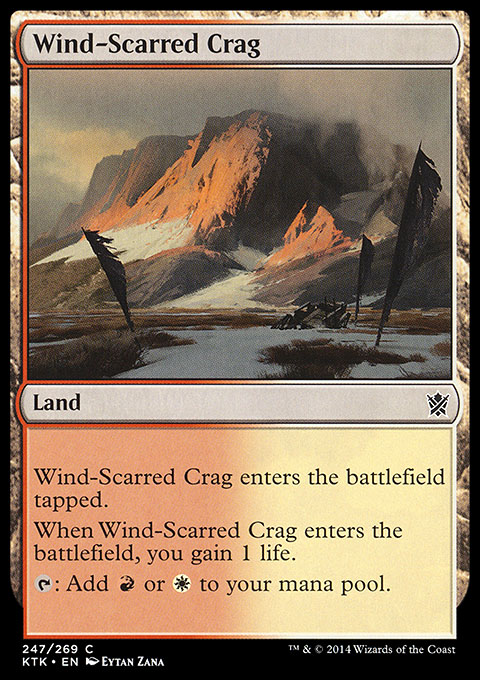 Wind-Scarred Crag
Land
Wind-Scarred Crag enters the battlefield
tapped.
When Wind-Scarred Crag enters the
battlefield, you gain 1 life.
: Add or to your mana pool.
247/269 C
KTK • EN Eytan Zana
™ & © 2014 Wizards of the Coast